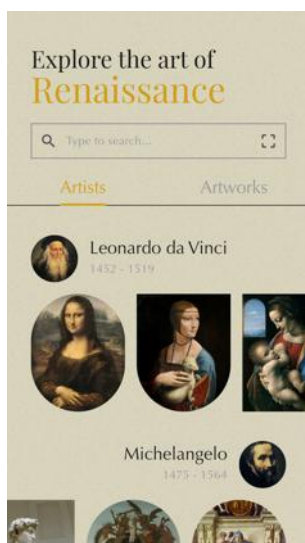 Explore the art of
Renaissance
Type to search...
Artists Artworks
Leonardo da Vinci
1452 - 1519
Michelangelo
1475 - 1564